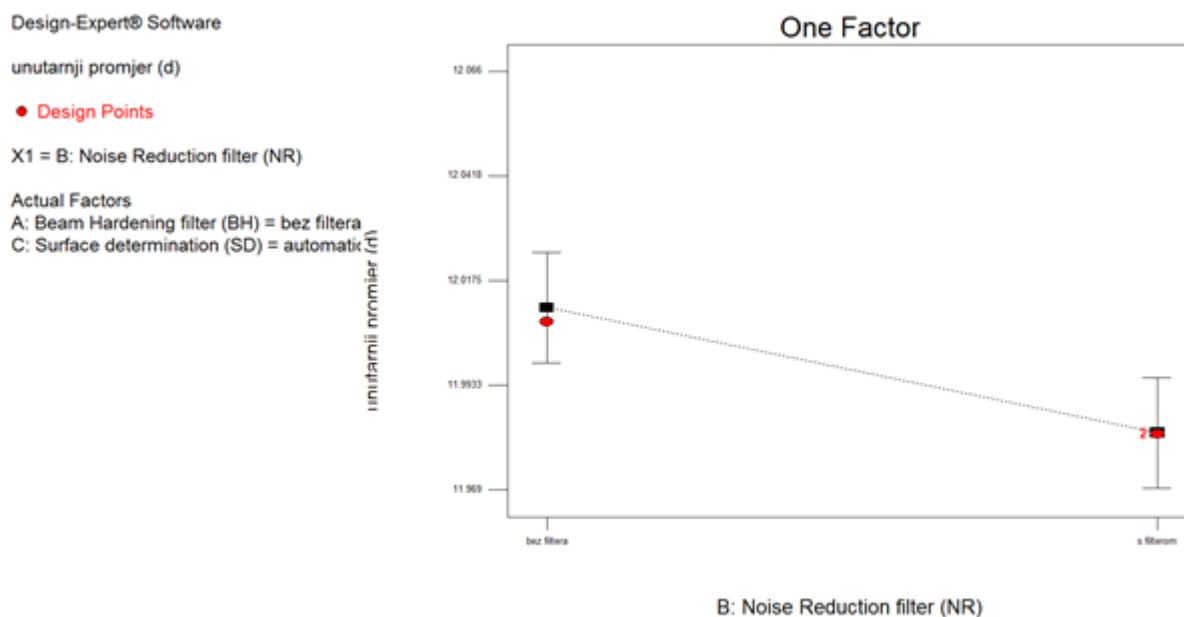 Design-Expert® Software
unutarnji promjer (d)
Design Points
X1 = B: Noise Reduction filter (NR)
Actual Factors
A: Beam Hardening filter (BH) = bez filtera
C: Surface determination (SD) = automatic
One Factor
unutarnji promjer (d)
12.066
12.0418
12.0175
11.9933
11.969
2
bez filtera
s filterom
B: Noise Reduction filter (NR)